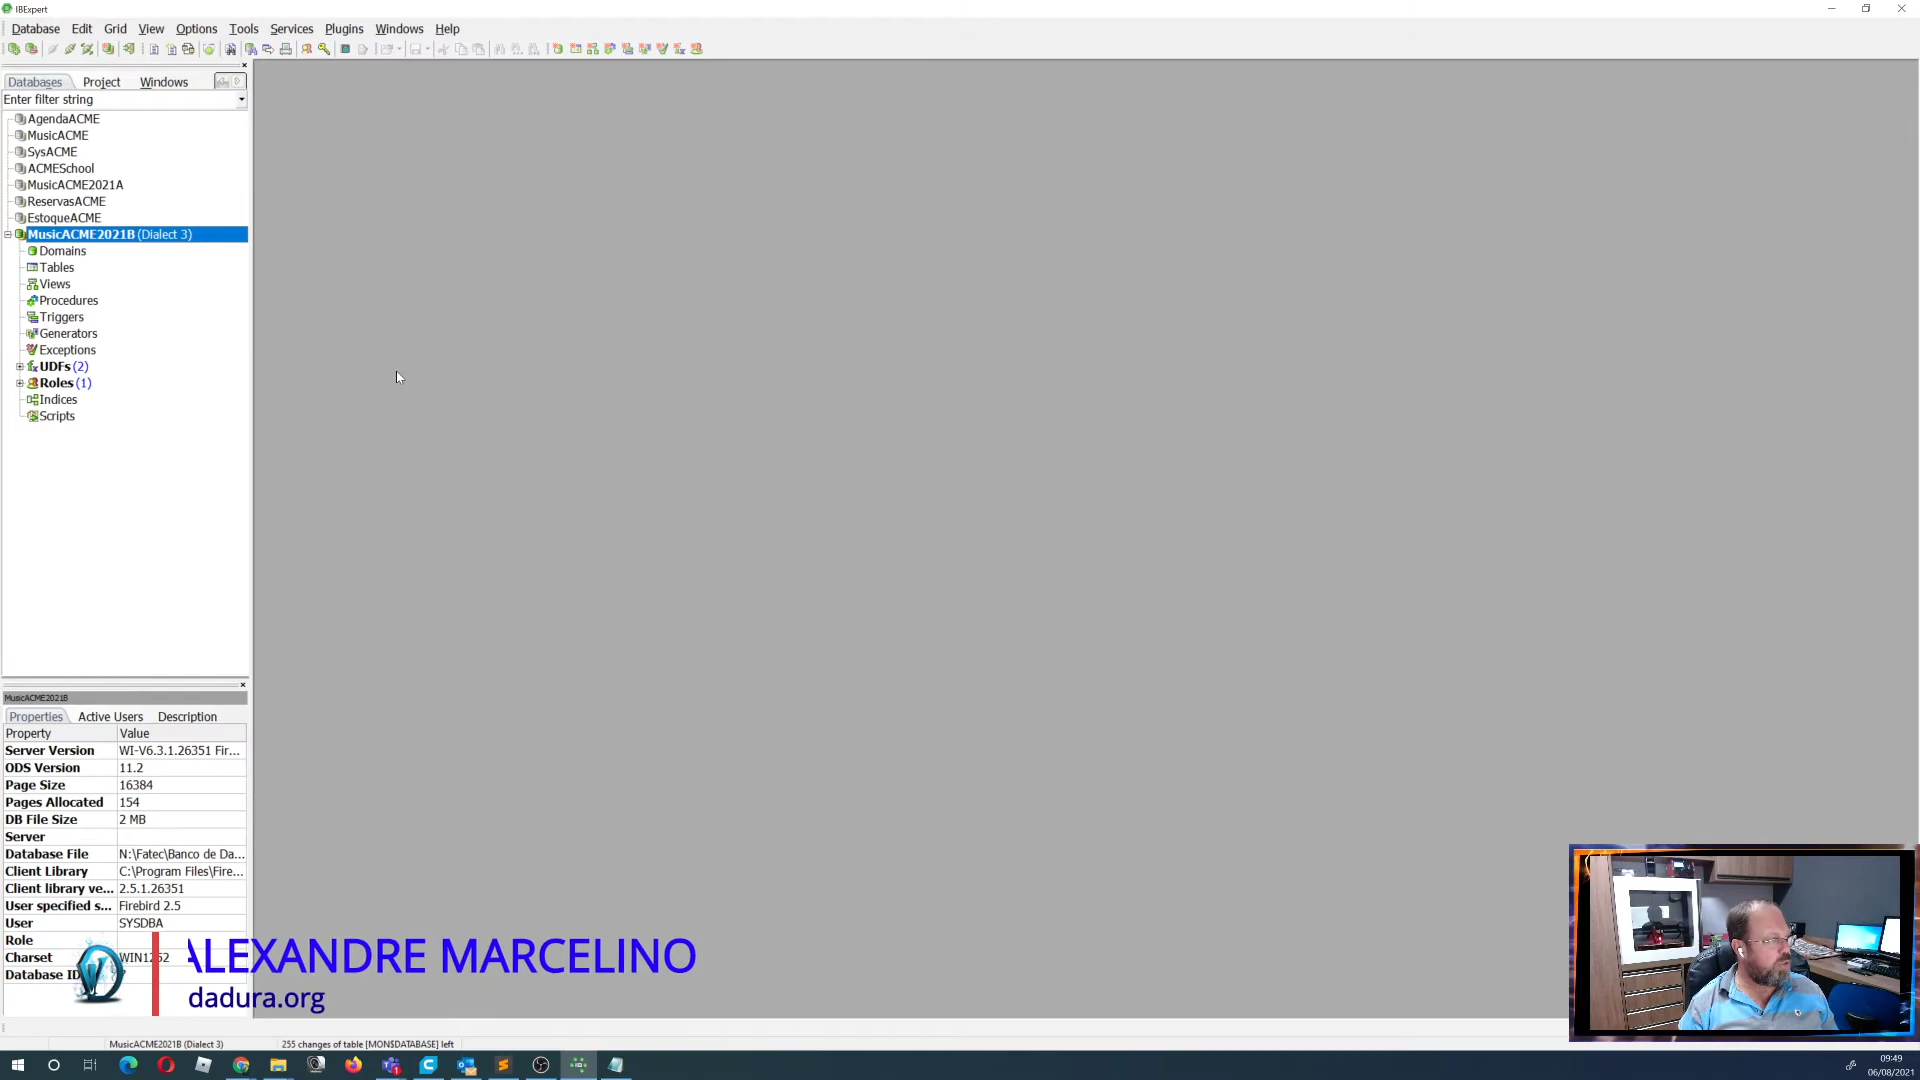 IBExpert
Database Edit Grid View Options Tools Services Plugins Windows Help
Databases Project Windows
Enter filter string
AgendaACME
MusicACME
SysACME
ACMESchool
MusicACME2021A
ReservasACME
EstoqueACME
MusicACME2021B (Dialect 3)
Domains
Tables
Views
Procedures
Triggers
Generators
Exceptions
UDFs (2)
Roles (1)
Indices
Scripts
MusicACME2021B
Properties Active Users Description
Property Value
Server Version WI-V6.3.1.26351 Fir...
ODS Version 11.2
Page Size 16384
Pages Allocated 154
DB File Size 2 MB
Server
Database File N:\Fatec\Banco de Da...
Client Library C:\Program Files\Fire...
Client library ve... 2.5.1.26351
User specified s... Firebird 2.5
User SYSDBA
Role
Charset WIN1252
Database ID
ALEXANDRE MARCELINO
dadura.org
MusicACME2021B (Dialect 3) 255 changes of table [MON$DATABASE] left
09:49
06/08/2021